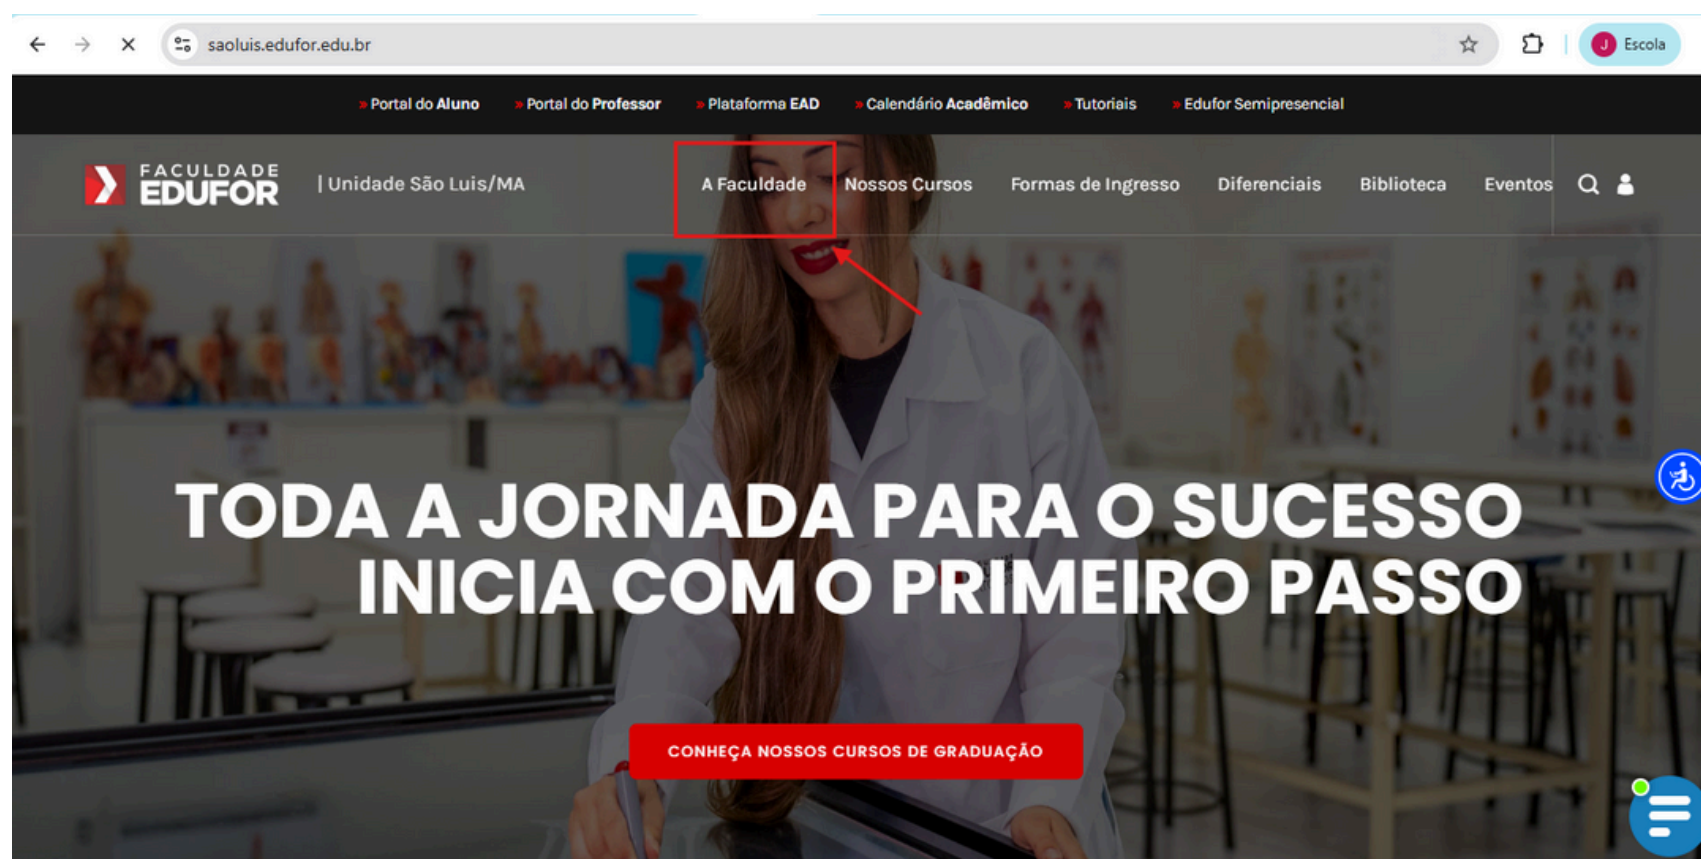 saoluis.edufor.edu.br
J Escola
» Portal do Aluno » Portal do Professor » Plataforma EAD » Calendário Acadêmico » Tutoriais » Edufor Semipresencial
FACULDADE
EDUFOR
| Unidade São Luis/MA
A Faculdade Nossos Cursos Formas de Ingresso Diferenciais Biblioteca Eventos
TODA A JORNADA PARA O SUCESSO
INICIA COM O PRIMEIRO PASSO
CONHEÇA NOSSOS CURSOS DE GRADUAÇÃO